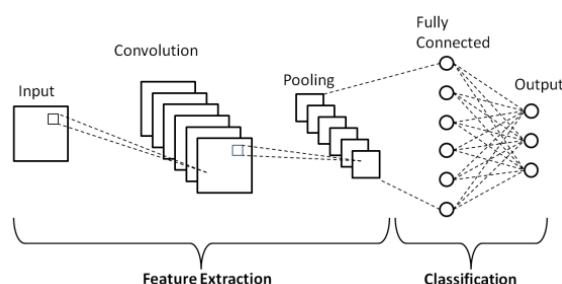 Input
Convolution
Pooling
Fully
Connected
Output
Feature Extraction
Classification